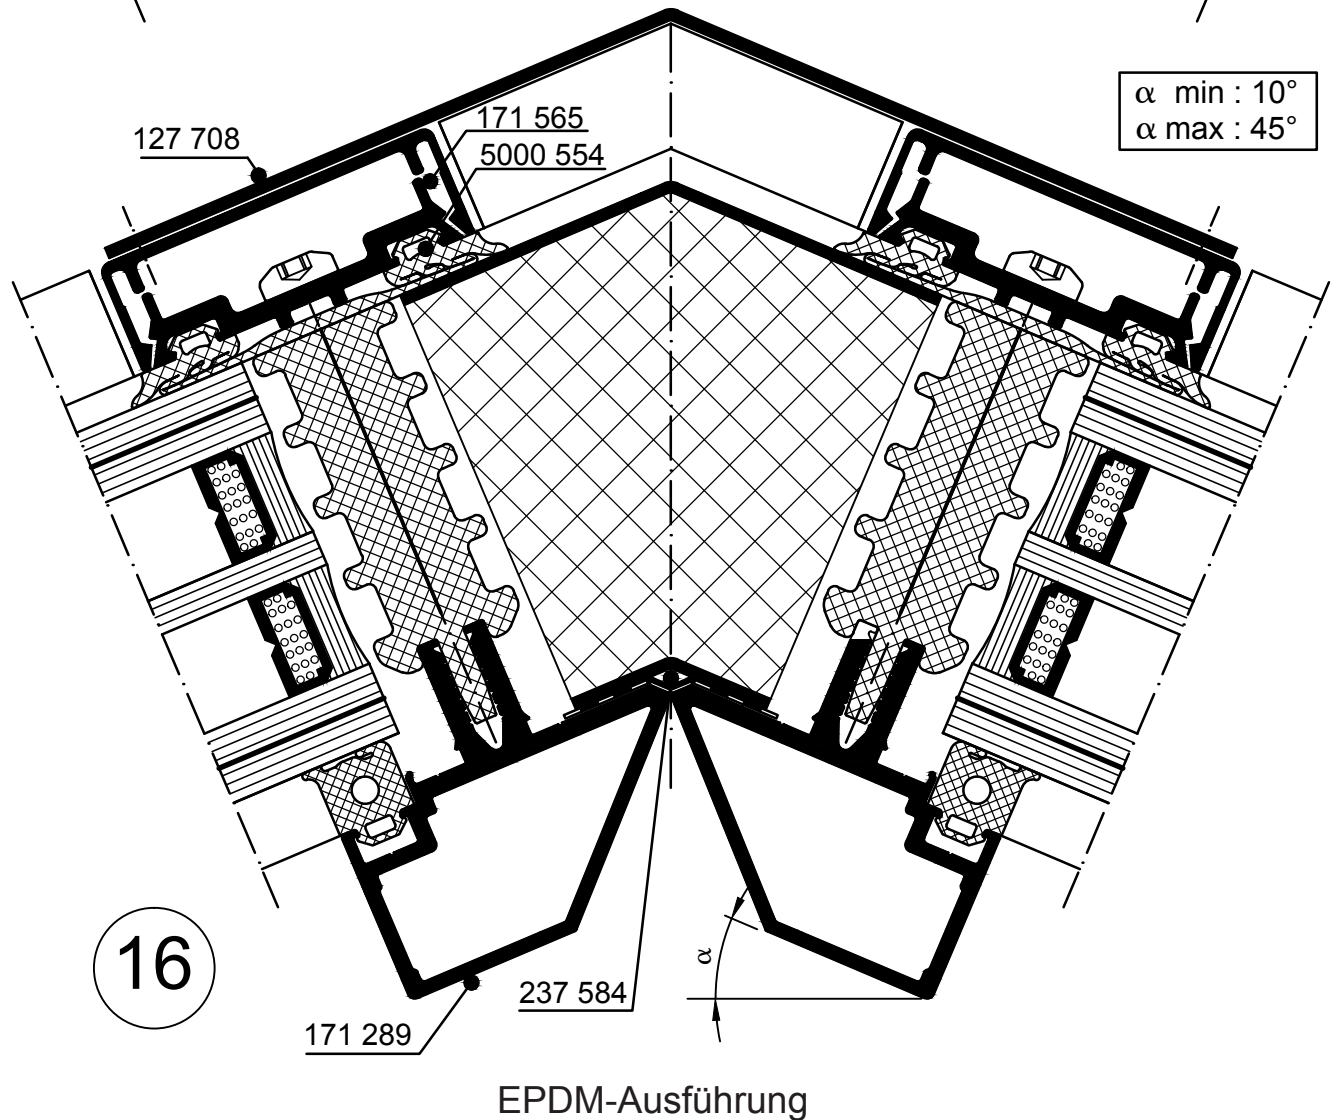 α min : 10°
α max : 45°
127 708
171 565
5000 554
α
16
237 584
171 289
EPDM-Ausführung